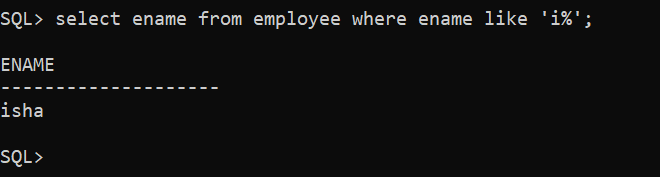 SQL> select ename from employee where ename like 'i%';
ENAME
--------------------
isha
SQL>